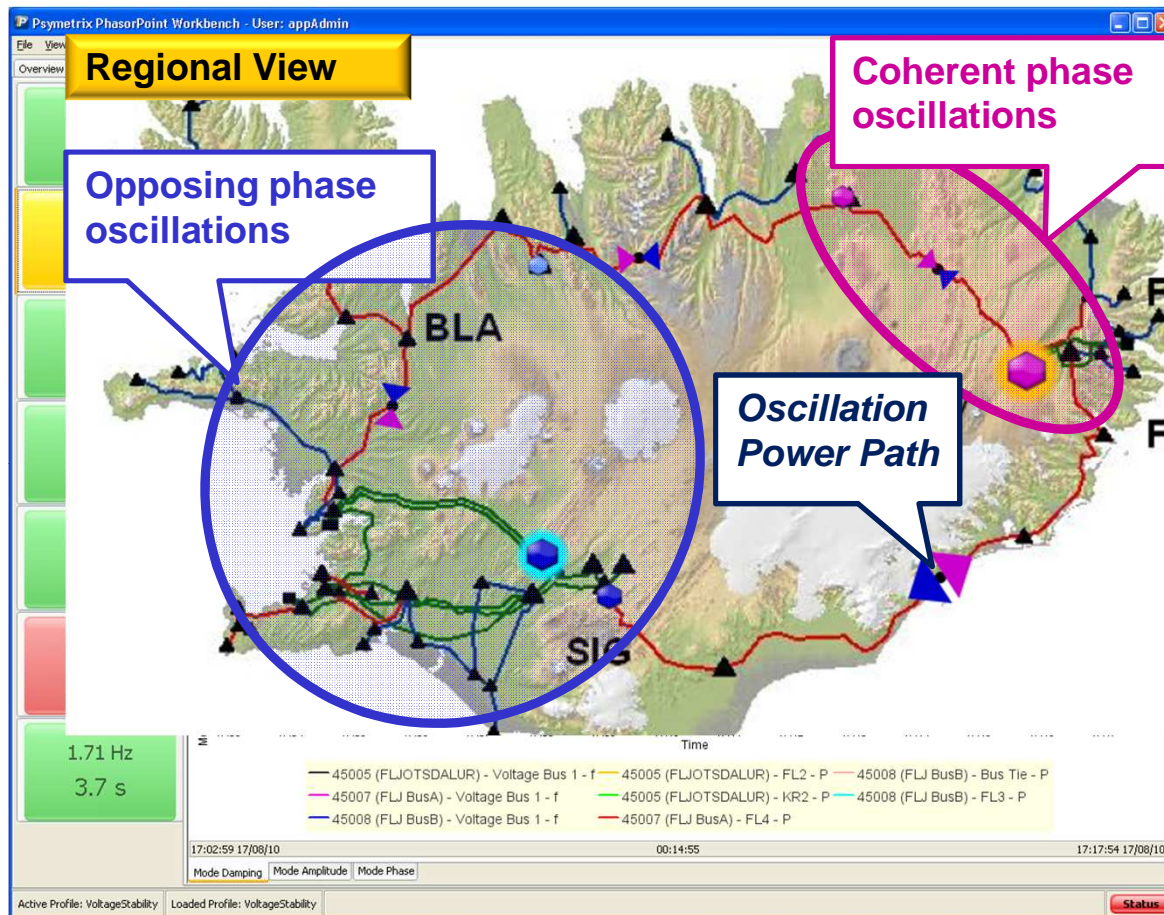 Psymetrix PhasorPoint Workbench - User: appAdmin
File View
Overview
Regional View
Coherent phase
oscillations
Opposing phase
oscillations
BLA
F
Oscillation
Power Path
F
SIG
Time
1.71 Hz
3.7 s
45005 (FLJOTSDALUR) - Voltage Bus 1 - f
45005 (FLJOTSDALUR) - FL2 - P
45008 (FLJ BusB) - Bus Tie - P
45007 (FLJ BusA) - Voltage Bus 1 - f
45005 (FLJOTSDALUR) - KR2 - P
45008 (FLJ BusB) - FL3 - P
45008 (FLJ BusB) - Voltage Bus 1 - f
45007 (FLJ BusA) - FL4 - P
17:02:59 17/08/10
00:14:55
17:17:54 17/08/10
Mode Damping Mode Amplitude Mode Phase
Active Profile: VoltageStability Loaded Profile: VoltageStability
Status